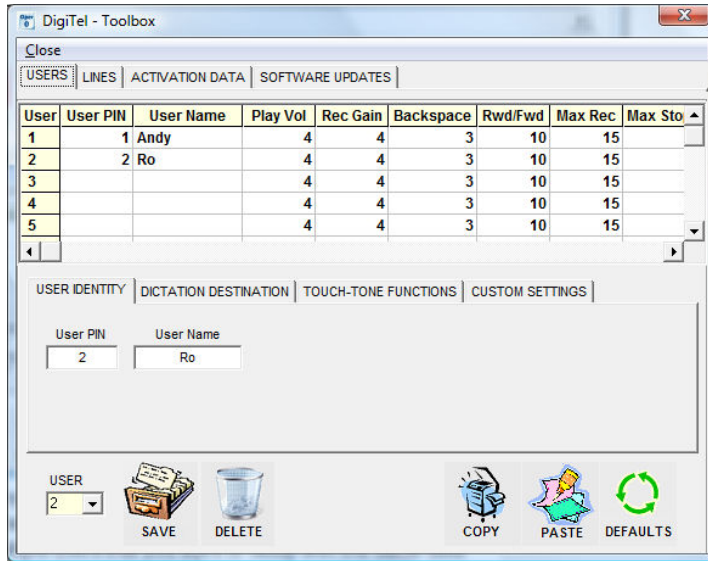 DigiTel - Toolbox
Close
USERS LINES ACTIVATION DATA SOFTWARE UPDATES
User User PIN User Name Play Vol Rec Gain Backspace Rwd/Fwd Max Rec Max Sto
1 1 Andy 4 4 3 10 15
2 2 Ro 4 4 3 10 15
3 4 4 3 10 15
4 4 4 3 10 15
5 4 4 3 10 15
USER IDENTITY DICTATION DESTINATION TOUCH-TONE FUNCTIONS CUSTOM SETTINGS
User PIN User Name
2 Ro
USER
2
SAVE DELETE COPY PASTE DEFAULTS